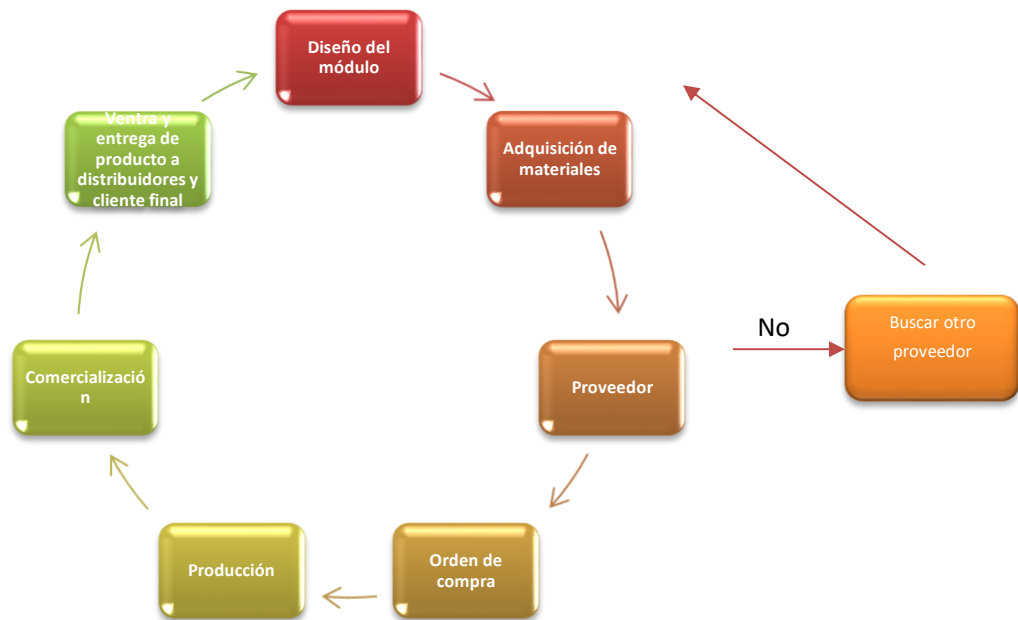 Diseño del
módulo
Adquisición de
materiales
Proveedor
No
Buscar otro
proveedor
Orden de
compra
Producción
Comercializació
n
Ventra y
entrega de
producto a
distribuidores y
cliente final